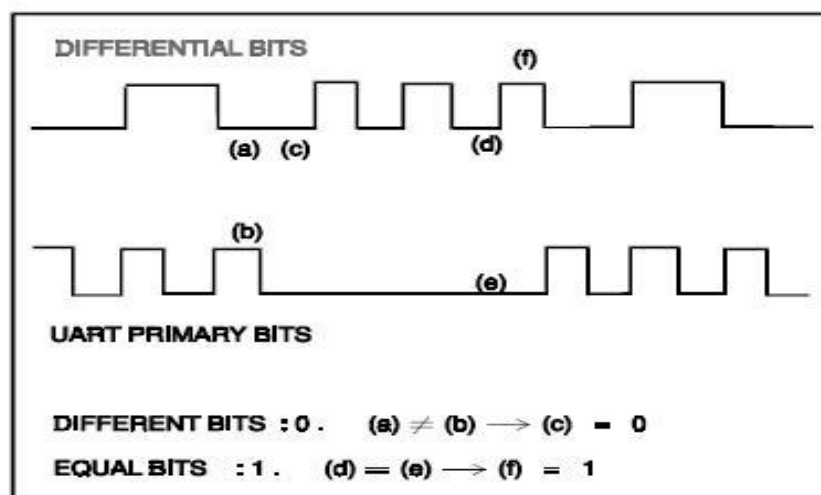 DIFFERENTIAL BITS
(f)
(a) (c) (d)
(b)
(e)
UART PRIMARY BITS
DIFFERENT BITS : 0 . (a) ≠ (b) → (c) = 0
EQUAL BITS : 1 . (d) = (e) → (f) = 1